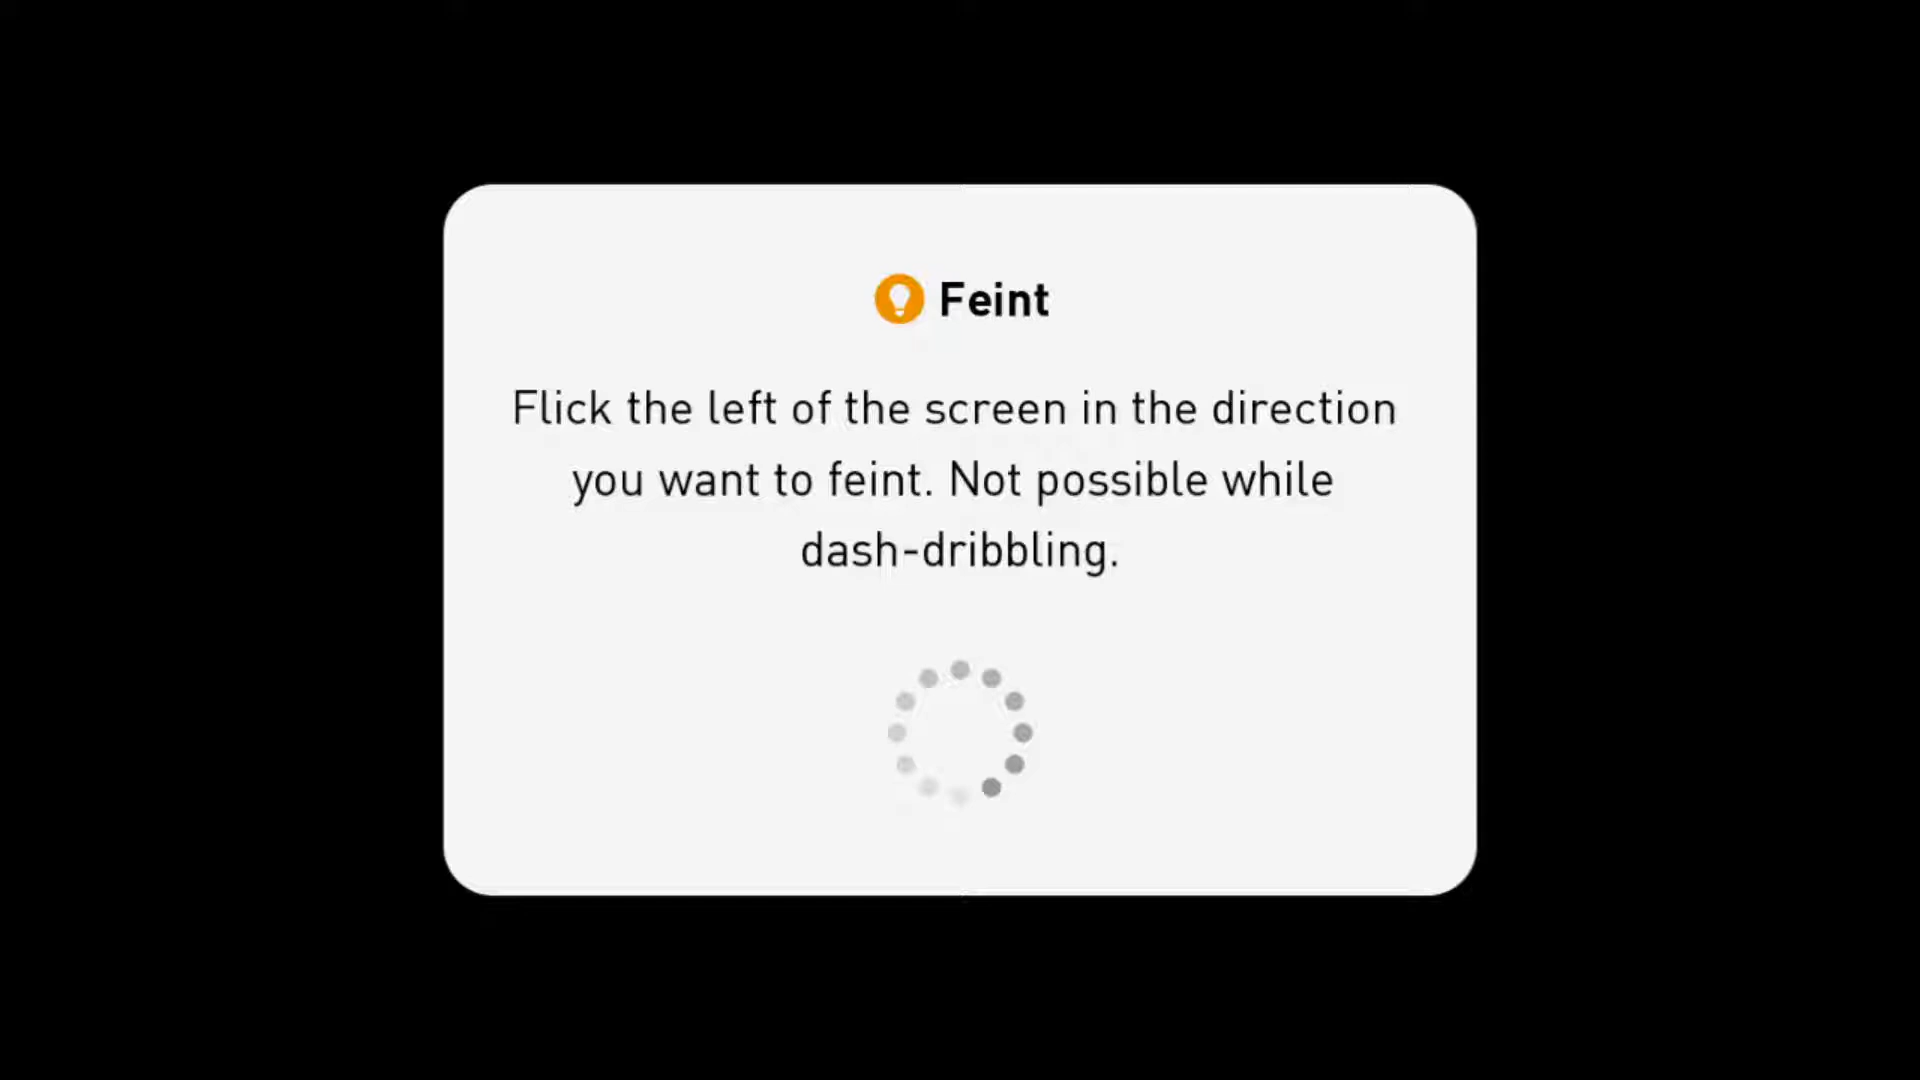 Feint
Flick the left of the screen in the direction
you want to feint. Not possible while
dash-dribbling.